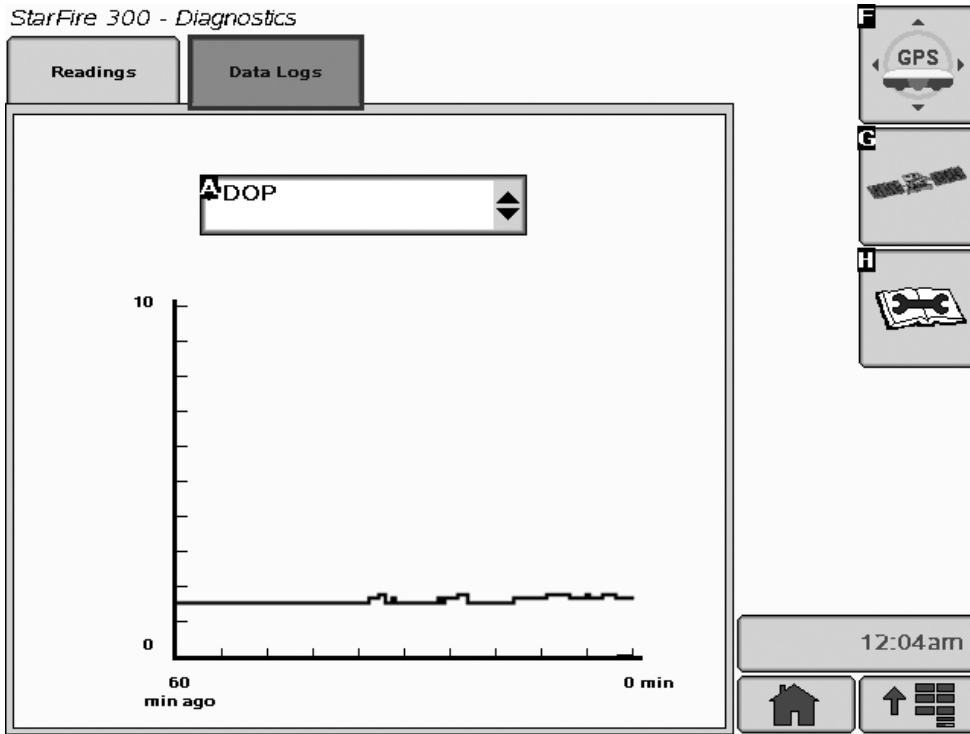 StarFire 300 - Diagnostics
Readings
Data Logs
A
DOP
10
0
60
min ago
0 min
F
GPS
G
H
12:04am